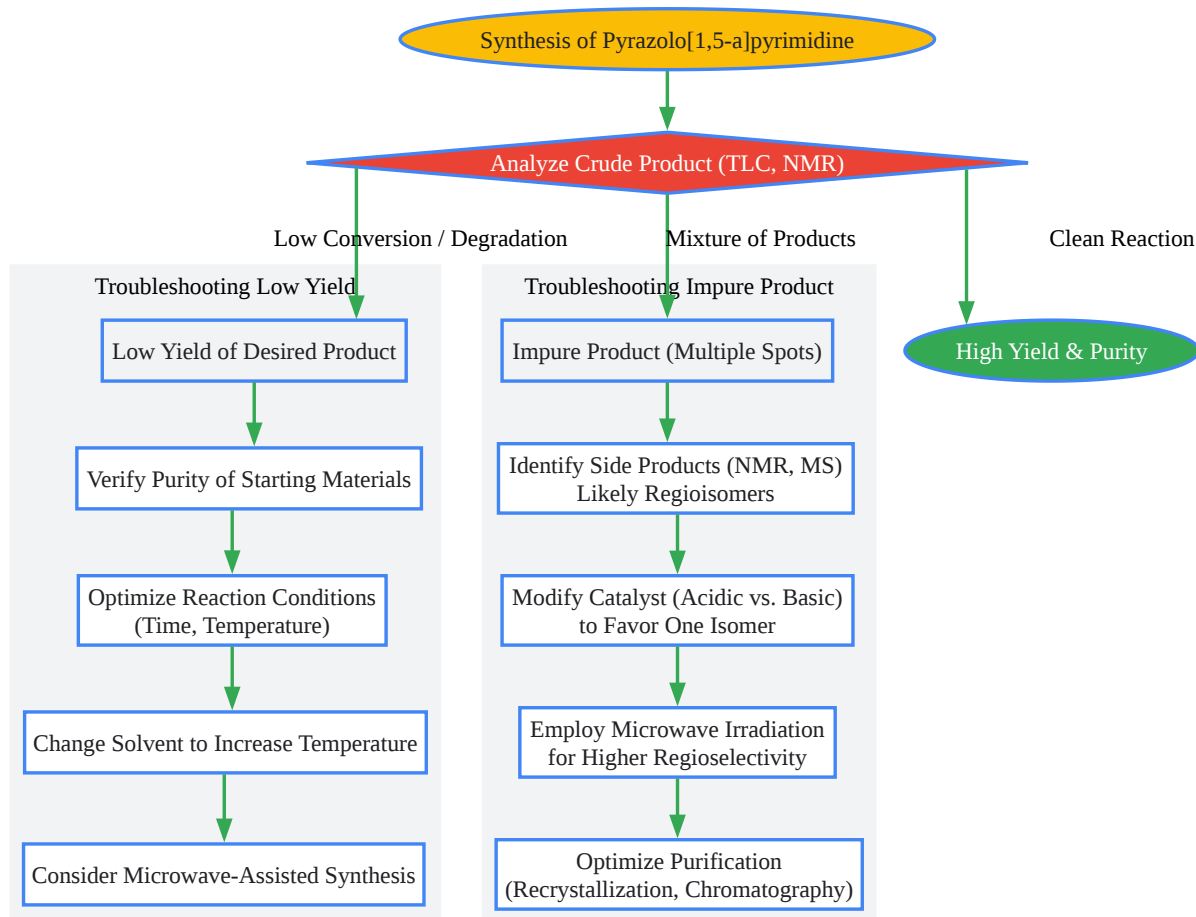 Synthesis of Pyrazolo[1,5-a]pyrimidine
Analyze Crude Product (TLC, NMR)
Low Conversion / Degradation
Mixture of Products
Clean Reaction
Troubleshooting Low Yield
Low Yield of Desired Product
Verify Purity of Starting Materials
Optimize Reaction Conditions
(Time, Temperature)
Change Solvent to Increase Temperature
Consider Microwave-Assisted Synthesis
Troubleshooting Impure Product
Impure Product (Multiple Spots)
Identify Side Products (NMR, MS)
Likely Regioisomers
Modify Catalyst (Acidic vs. Basic)
to Favor One Isomer
Employ Microwave Irradiation
for Higher Regioselectivity
Optimize Purification
(Recrystallization, Chromatography)
High Yield & Purity